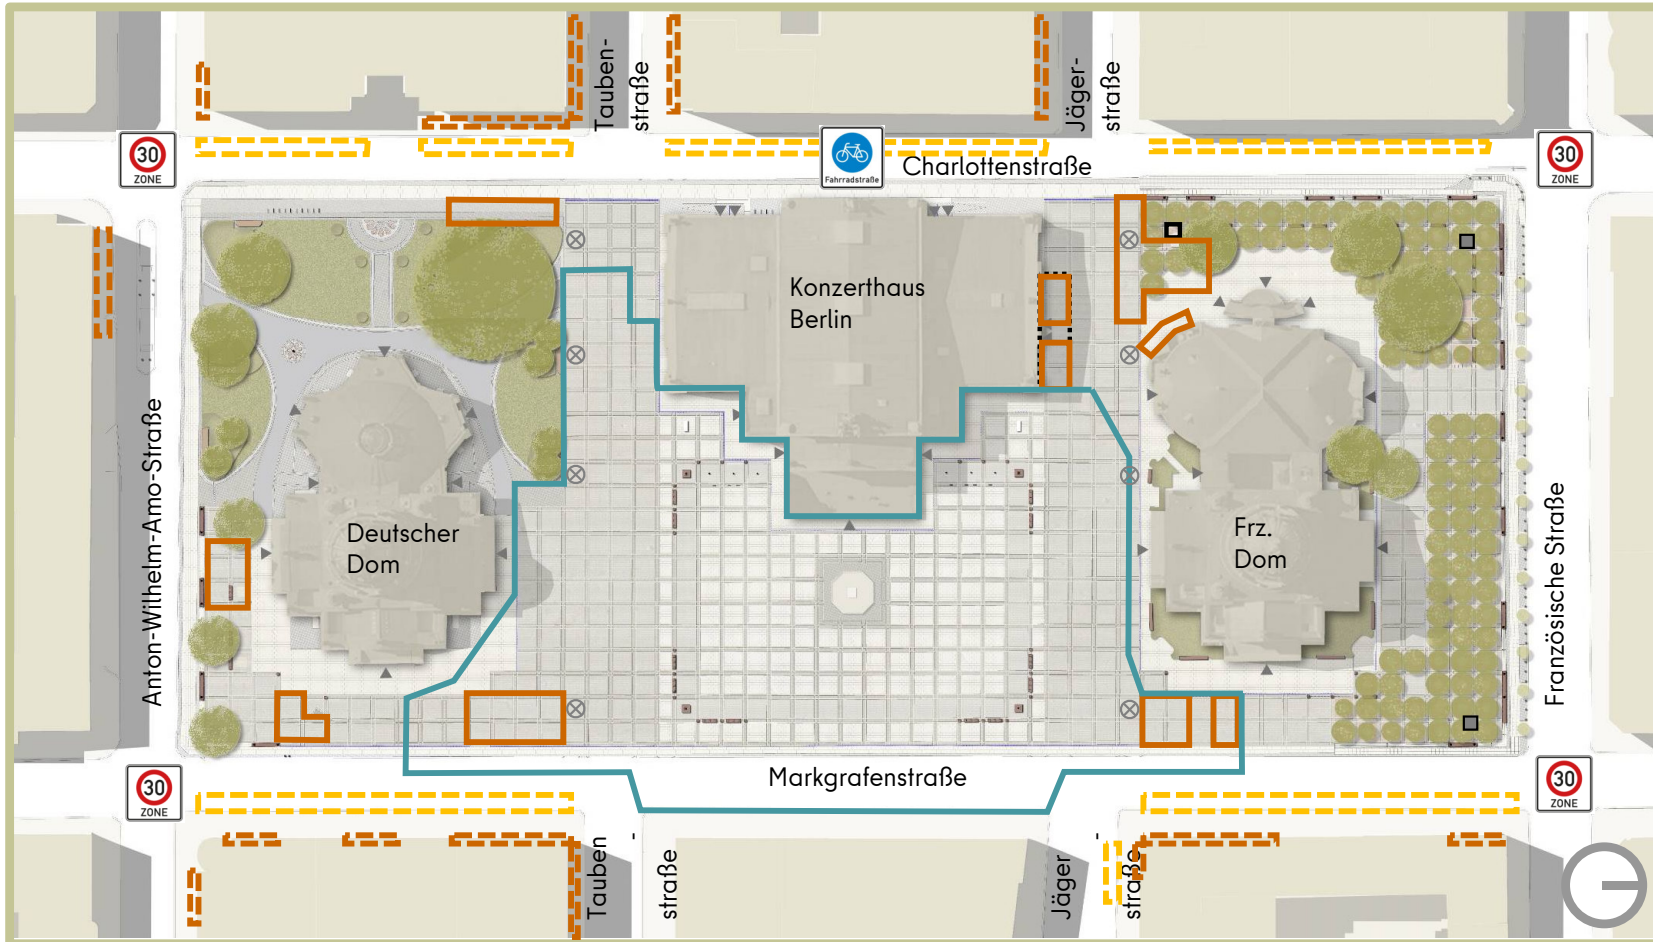 Tauben-
straße
Jäger-
straße
30
ZONE
Fahrradstraße
Charlottenstraße
30
ZONE
Konzerthaus
Berlin
Anton-Wilhelm-Amo-Straße
Deutscher
Dom
Frz.
Dom
Französische Straße
30
ZONE
Markgrafenstraße
30
ZONE
Tauben
-
straße
Jäger
-
straße